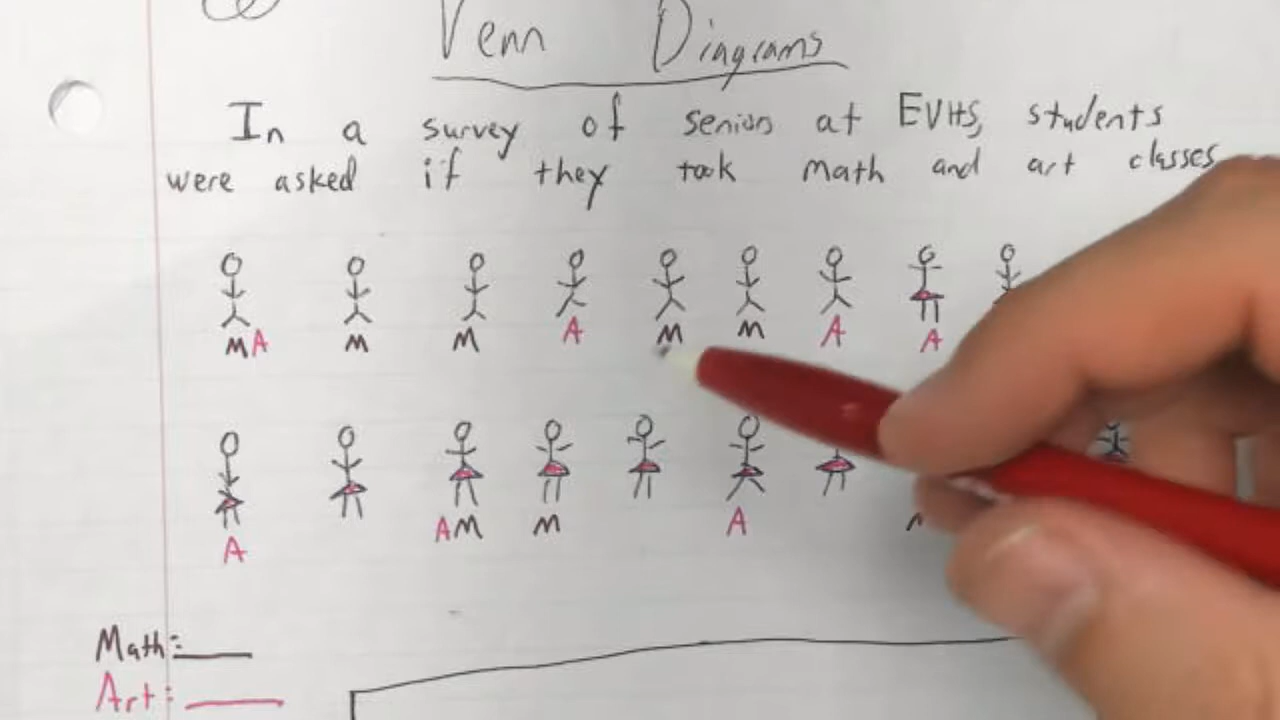 Venn Diagrams
In a survey of seniors at EVHS, students
were asked if they took math and art classes
MA M M A M M A A
A AM M A
Math:
Art: